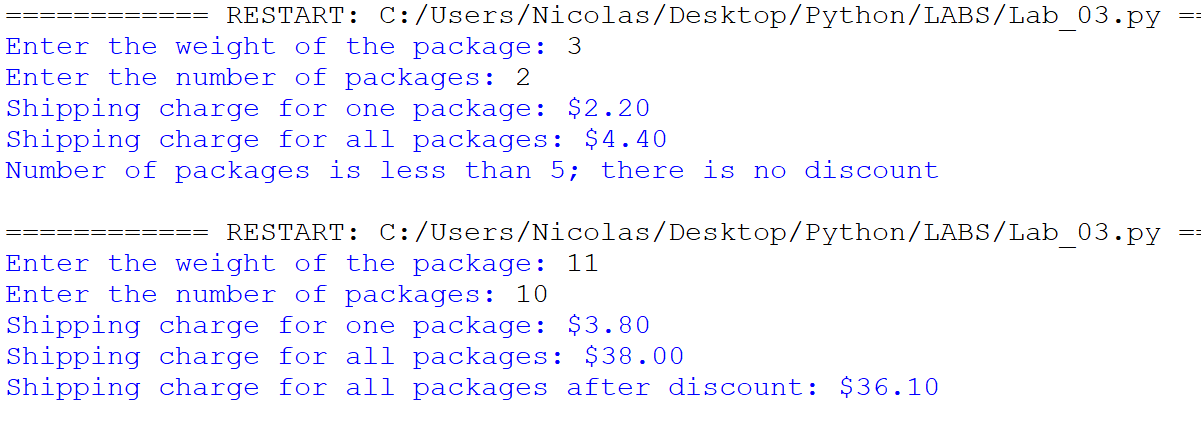 ============ RESTART: C:/Users/Nicolas/Desktop/Python/LABS/Lab_03.py ==
Enter the weight of the package: 3
Enter the number of packages: 2
Shipping charge for one package: $2.20
Shipping charge for all packages: $4.40
Number of packages is less than 5; there is no discount
============ RESTART: C:/Users/Nicolas/Desktop/Python/LABS/Lab_03.py ==
Enter the weight of the package: 11
Enter the number of packages: 10
Shipping charge for one package: $3.80
Shipping charge for all packages: $38.00
Shipping charge for all packages after discount: $36.10